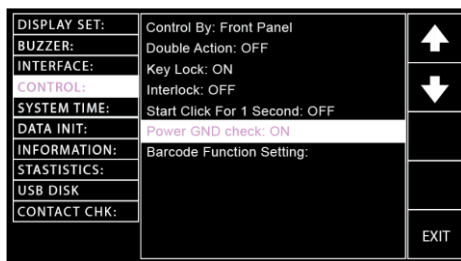 DISPLAY SET:
BUZZER:
INTERFACE:
CONTROL:
SYSTEM TIME:
DATA INIT:
INFORMATION:
STASTISTICS:
USB DISK
CONTACT CHK:
Control By: Front Panel
Double Action: OFF
Key Lock: ON
Interlock: OFF
Start Click For 1 Second: OFF
Power GND check: ON
Barcode Function Setting:
EXIT